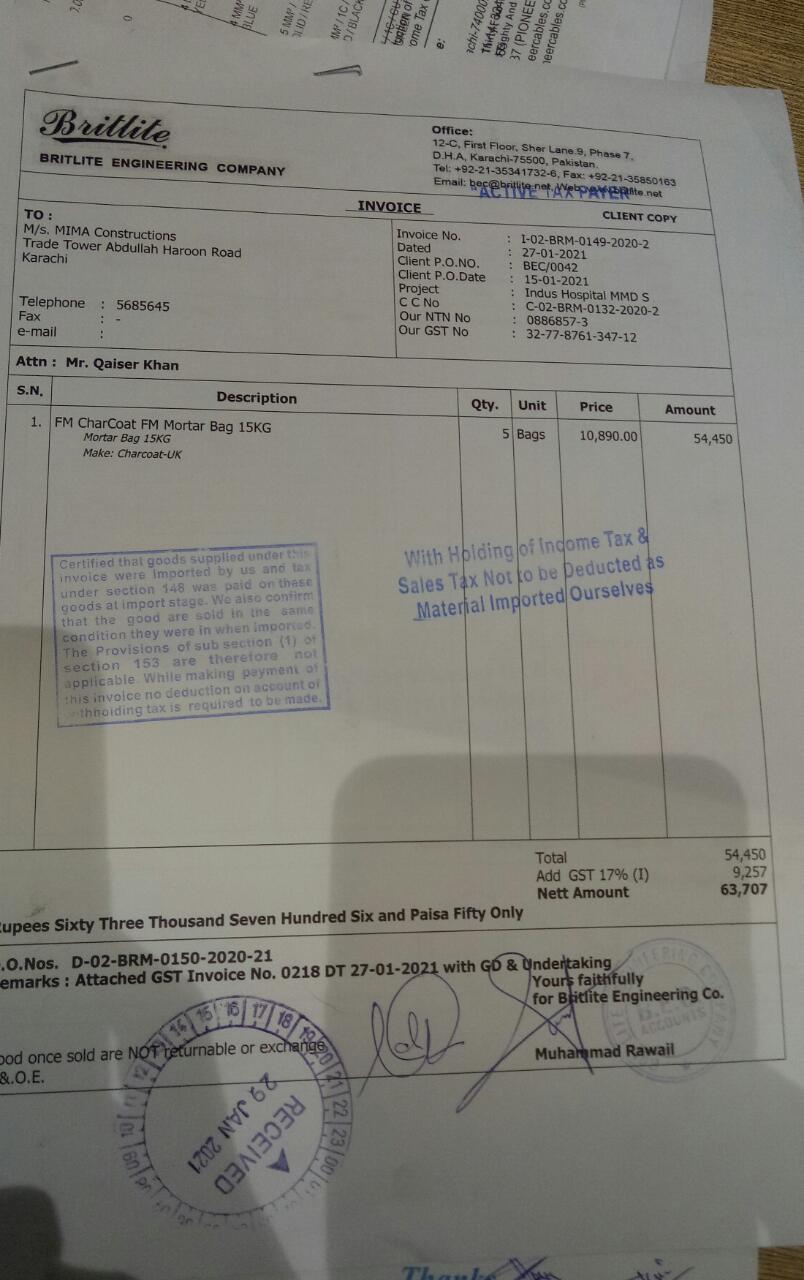 Britlite
BRITLITE ENGINEERING COMPANY
Office:
12-C, First Floor, Sher Lane.9, Phase 7,
D.H.A, Karachi-75500, Pakistan.
Tel: +92-21-35341732-6, Fax: +92-21-35850163
Email: bec@britlite.net, Web
"ACTIVE TAX PAYER"
INVOICE
CLIENT COPY
TO :
M/s. MIMA Constructions
Trade Tower Abdullah Haroon Road
Karachi
Telephone : 5685645
Fax : -
e-mail :
Invoice No. : I-02-BRM-0149-2020-2
Dated : 27-01-2021
Client P.O.NO. : BEC/0042
Client P.O.Date : 15-01-2021
Project : Indus Hospital MMD S
C C No : C-02-BRM-0132-2020-2
Our NTN No : 0886857-3
Our GST No : 32-77-8761-347-12
Attn : Mr. Qaiser Khan
S.N. Description Qty. Unit Price Amount
1. FM CharCoat FM Mortar Bag 15KG 5 Bags 10,890.00 54,450
Mortar Bag 15KG
Make: Charcoat-UK
Certified that goods supplied under this
invoice were imported by us and tax
under section 148 was paid on these
goods at import stage. We also confirm
that the good are sold in the same
condition they were in when imported.
The Provisions of sub section (1) of
section 153 are therefore not
applicable. While making payment of
this invoice no deduction on account of
withholding tax is required to be made.
With Holding of Income Tax &
Sales Tax Not to be Deducted as
Material Imported Ourselves
Total 54,450
Add GST 17% (I) 9,257
Nett Amount 63,707
upees Sixty Three Thousand Seven Hundred Six and Paisa Fifty Only
.O.Nos. D-02-BRM-0150-2020-21
emarks : Attached GST Invoice No. 0218 DT 27-01-2021 with GD & Undertaking
Yours faithfully
for Britlite Engineering Co.
Muhammad Rawail
ood once sold are NOT returnable or exchange
&.O.E.
RECEIVED
29 JAN 2021
Thanks